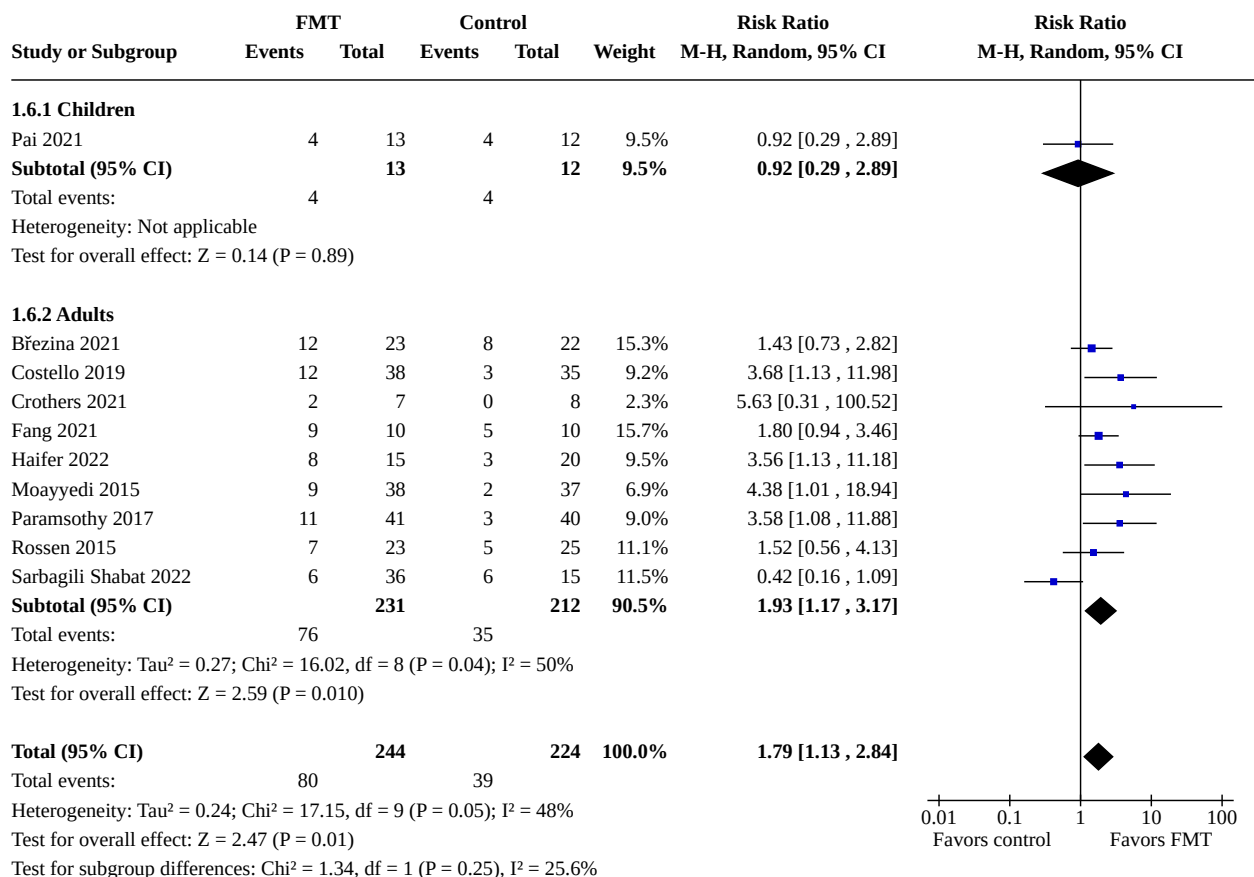 FMT Control Risk Ratio Risk Ratio
Study or Subgroup Events Total Events Total Weight M-H, Random, 95% CI M-H, Random, 95% CI
1.6.1 Children
Pai 2021 4 13 4 12 9.5% 0.92 [0.29 , 2.89]
Subtotal (95% CI) 13 12 9.5% 0.92 [0.29 , 2.89]
Total events: 4 4
Heterogeneity: Not applicable
Test for overall effect: Z = 0.14 (P = 0.89)
1.6.2 Adults
Březina 2021 12 23 8 22 15.3% 1.43 [0.73 , 2.82]
Costello 2019 12 38 3 35 9.2% 3.68 [1.13 , 11.98]
Crothers 2021 2 7 0 8 2.3% 5.63 [0.31 , 100.52]
Fang 2021 9 10 5 10 15.7% 1.80 [0.94 , 3.46]
Haifer 2022 8 15 3 20 9.5% 3.56 [1.13 , 11.18]
Moayyedi 2015 9 38 2 37 6.9% 4.38 [1.01 , 18.94]
Paramsothy 2017 11 41 3 40 9.0% 3.58 [1.08 , 11.88]
Rossen 2015 7 23 5 25 11.1% 1.52 [0.56 , 4.13]
Sarbagili Shabat 2022 6 36 6 15 11.5% 0.42 [0.16 , 1.09]
Subtotal (95% CI) 231 212 90.5% 1.93 [1.17 , 3.17]
Total events: 76 35
Heterogeneity: Tau² = 0.27; Chi² = 16.02, df = 8 (P = 0.04); I² = 50%
Test for overall effect: Z = 2.59 (P = 0.010)
Total (95% CI) 244 224 100.0% 1.79 [1.13 , 2.84]
Total events: 80 39
Heterogeneity: Tau² = 0.24; Chi² = 17.15, df = 9 (P = 0.05); I² = 48%
0.01 0.1 1 10 100
Test for overall effect: Z = 2.47 (P = 0.01)
Favors control Favors FMT
Test for subgroup differences: Chi² = 1.34, df = 1 (P = 0.25), I² = 25.6%